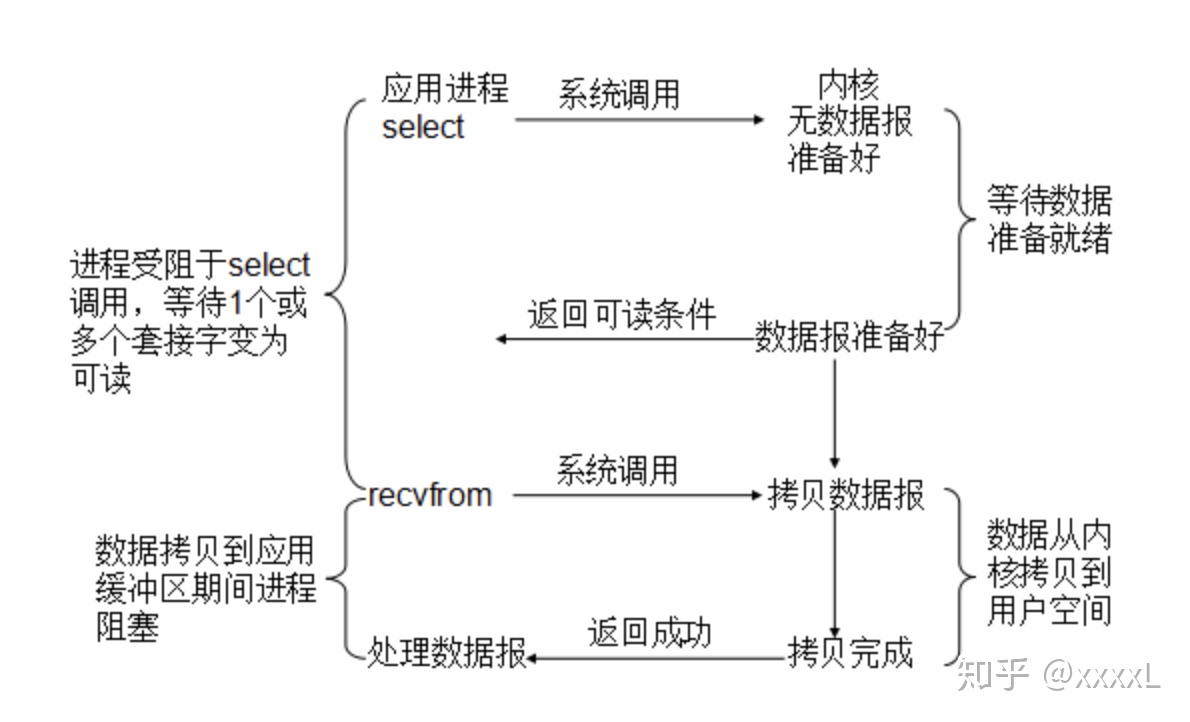 应用进程
select
系统调用
内核
无数据报
准备好
等待数据
准备就绪
进程受阻于select
调用，等待1个或
多个套接字变为
可读
返回可读条件
数据报准备好
recvfrom
系统调用
拷贝数据报
数据拷贝到应用
缓冲区期间进程
阻塞
数据从内
核拷贝到
用户空间
处理数据报
返回成功
拷贝完成
知乎 @xxxxL